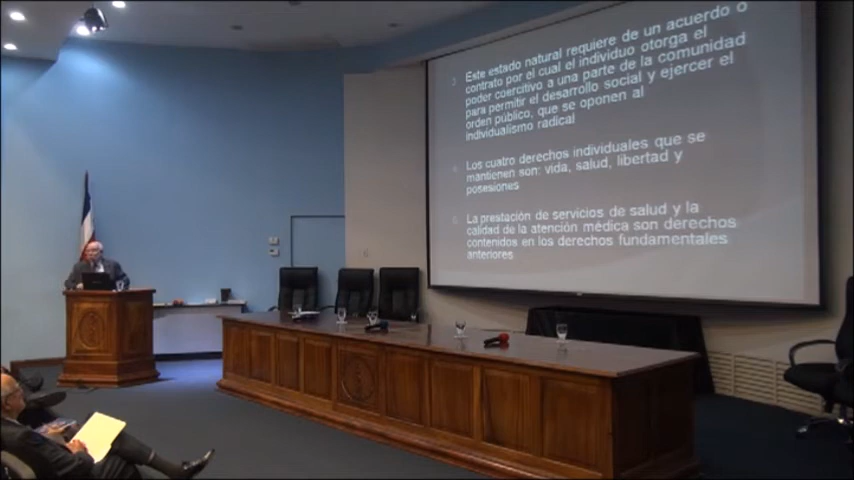 Este estado natural requiere de un acuerdo o
contrato por el cual el individuo otorga el
poder coercitivo a una parte de la comunidad
para permitir el desarrollo social y ejercer el
orden público, que se oponen al
individualismo radical
Los cuatro derechos individuales que se
mantienen son: vida, salud, libertad y
posesiones
La prestación de servicios de salud y la
calidad de la atención médica son derechos
contenidos en los derechos fundamentales
anteriores